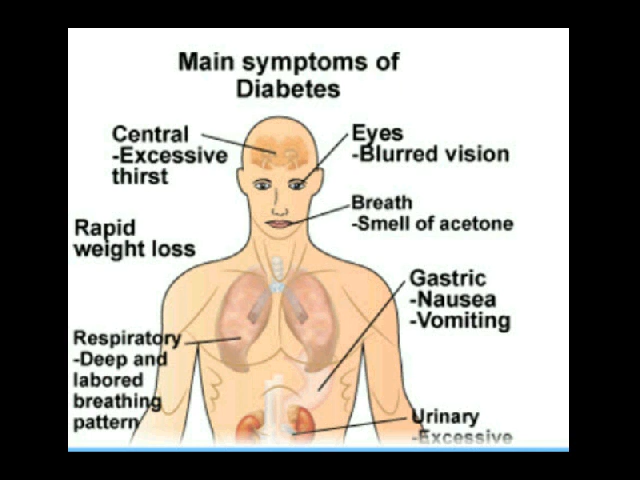 Main symptoms of
Diabetes
Central
-Excessive
thirst
Eyes
-Blurred vision
Breath
-Smell of acetone
Rapid
weight loss
Gastric
-Nausea
-Vomiting
Respiratory
-Deep and
labored
breathing
pattern
Urinary
-Excessive